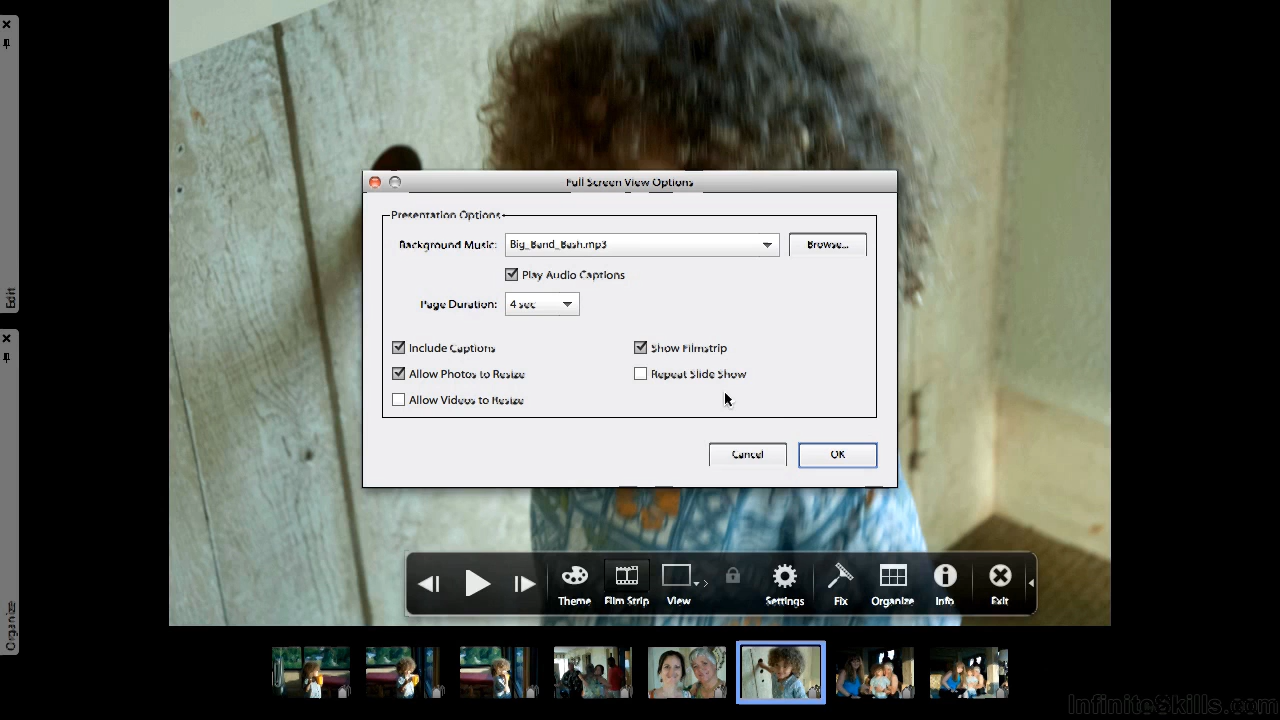 Full Screen View Options
Presentation Options
Background Music: Big_Band_Bash.mp3 Browse...
Play Audio Captions
Page Duration: 4 sec
Include Captions Show Filmstrip
Allow Photos to Resize Repeat Slide Show
Allow Videos to Resize
Cancel OK
Edit
Organize
Theme Film Strip View Settings Fix Organize Info Exit
InfiniteSkills.com